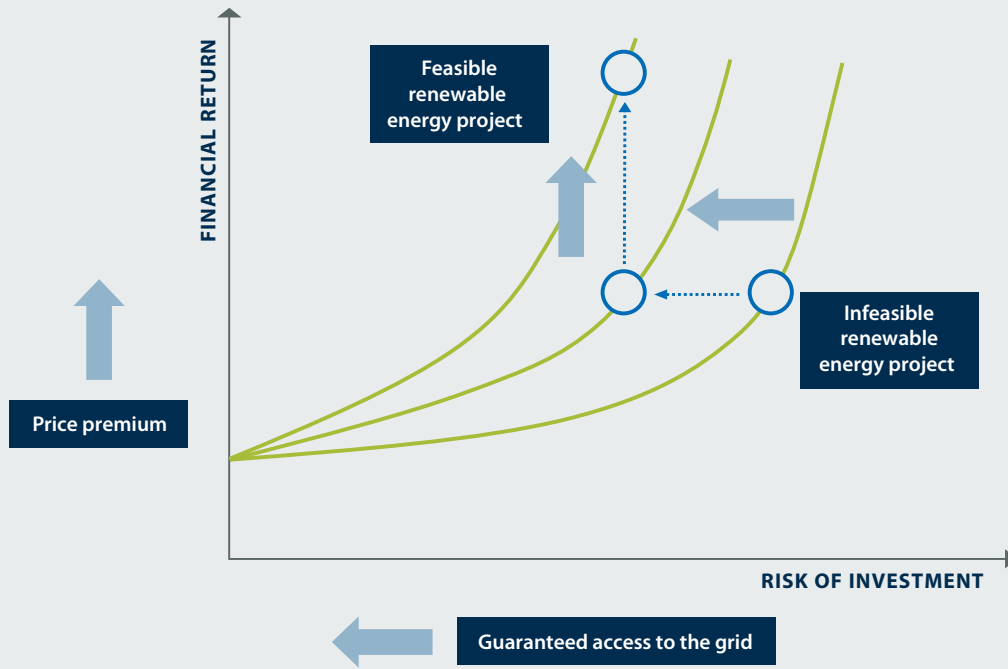 FINANCIAL RETURN
Feasible
renewable
energy project
Infeasible
renewable
energy project
Price premium
RISK OF INVESTMENT
Guaranteed access to the grid